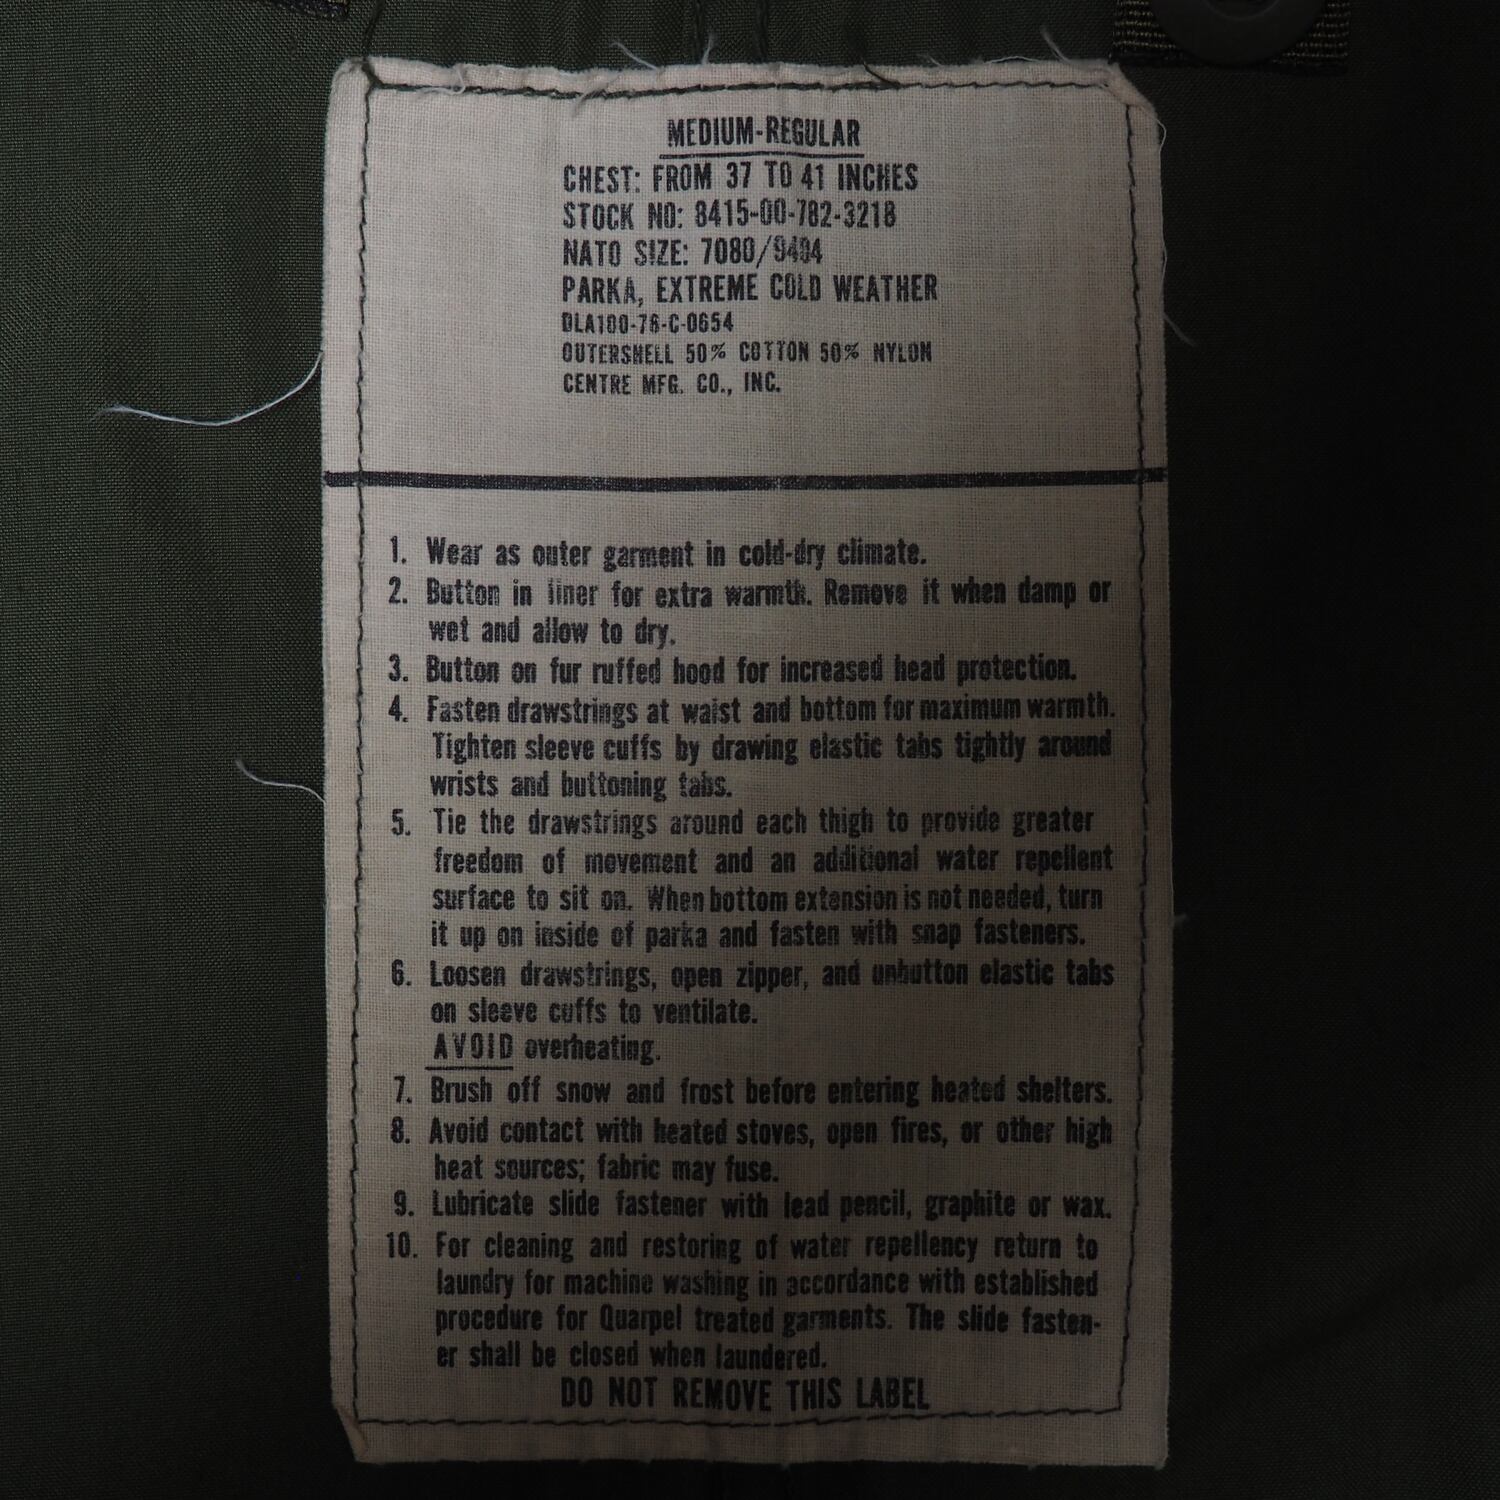 MEDIUM-REGULAR
CHEST: FROM 37 TO 41 INCHES
STOCK NO: 8415-00-782-3218
NATO SIZE: 7080/9404
PARKA, EXTREME COLD WEATHER
DLA100-78-C-0654
OUTERSHELL 50% COTTON 50% NYLON
CENTRE MFG. CO., INC.
1. Wear as outer garment in cold-dry climate.
2. Button in liner for extra warmth. Remove it when damp or
wet and allow to dry.
3. Button on fur ruffed hood for increased head protection.
4. Fasten drawstrings at waist and bottom for maximum warmth.
Tighten sleeve cuffs by drawing elastic tabs tightly around
wrists and buttoning tabs.
5. Tie the drawstrings around each thigh to provide greater
freedom of movement and an additional water repellent
surface to sit on. When bottom extension is not needed, turn
it up on inside of parka and fasten with snap fasteners.
6. Loosen drawstrings, open zipper, and unbutton elastic tabs
on sleeve cuffs to ventilate.
AVOID overheating.
7. Brush off snow and frost before entering heated shelters.
8. Avoid contact with heated stoves, open fires, or other high
heat sources; fabric may fuse.
9. Lubricate slide fastener with lead pencil, graphite or wax.
10. For cleaning and restoring of water repellency return to
laundry for machine washing in accordance with established
procedure for Quarpel treated garments. The slide fasten-
er shall be closed when laundered.
DO NOT REMOVE THIS LABEL